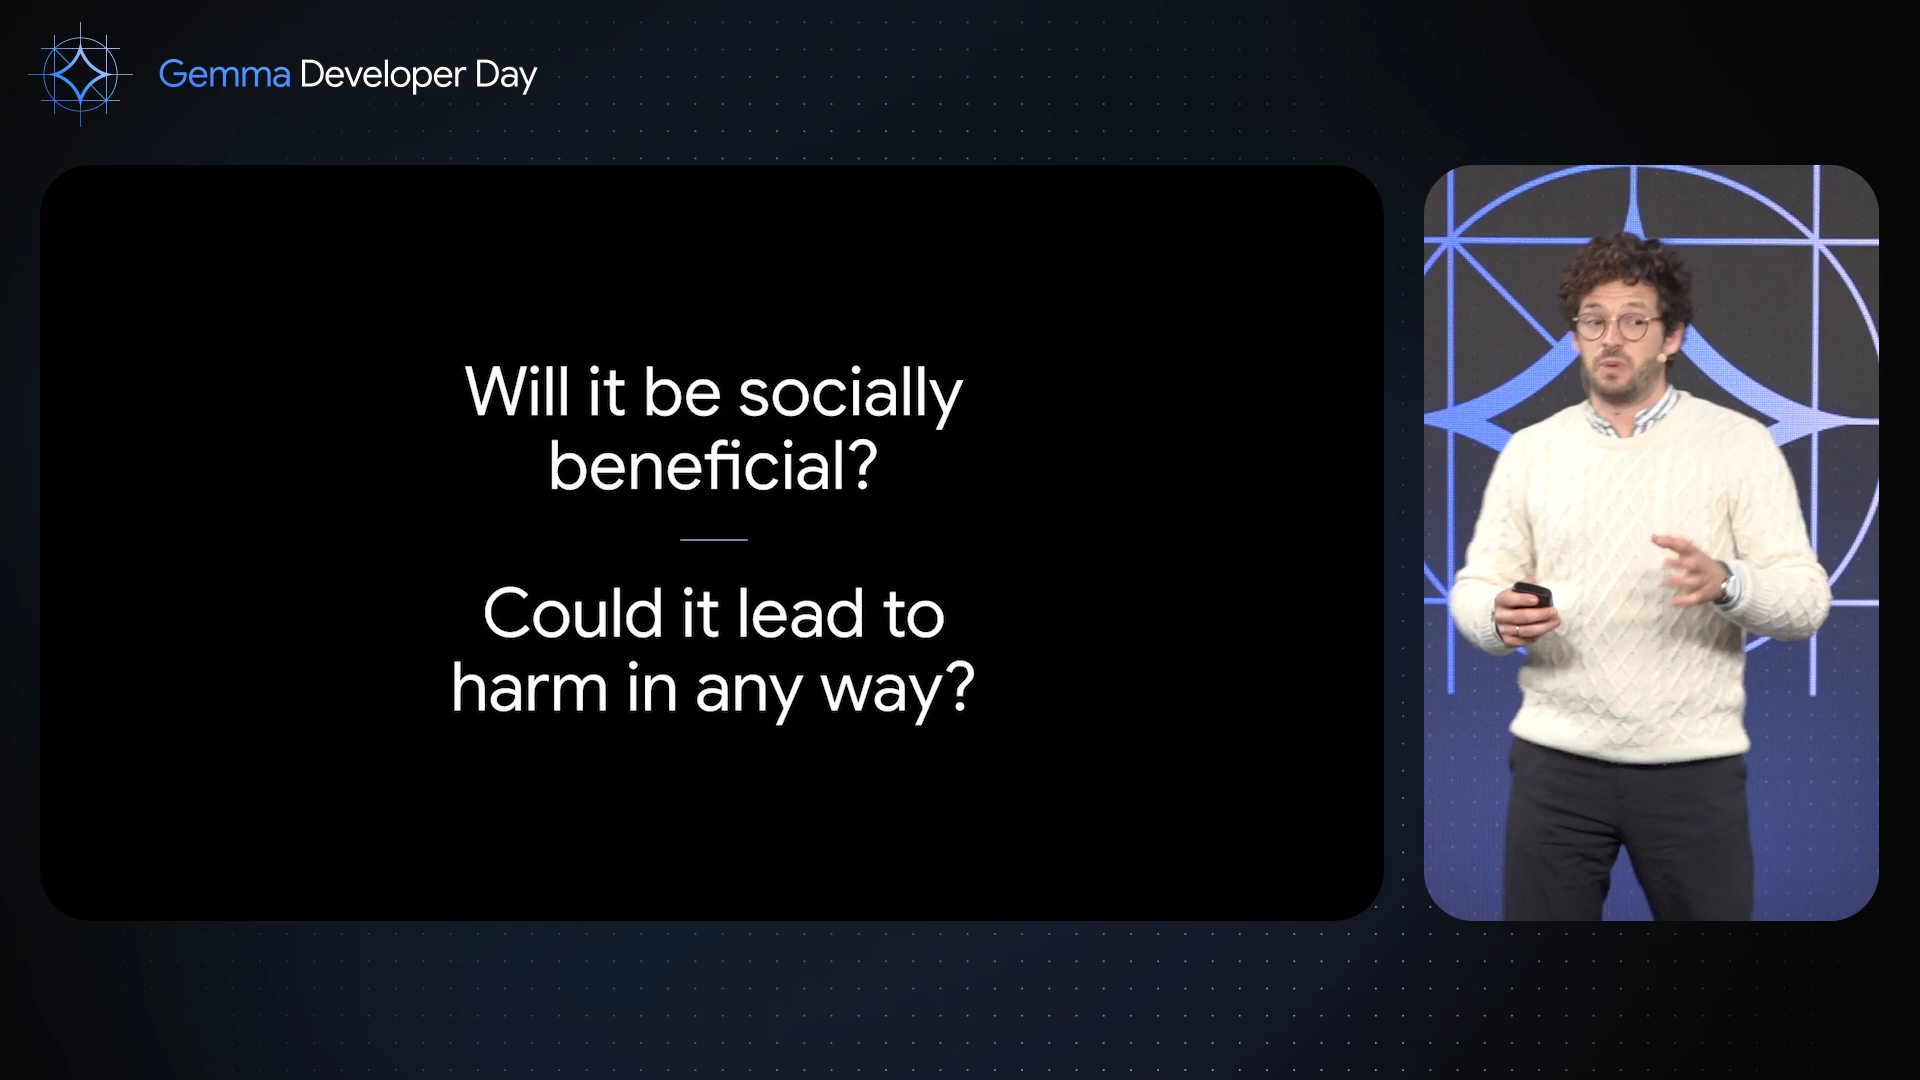 Gemma Developer Day
Will it be socially
beneficial?
Could it lead to
harm in any way?